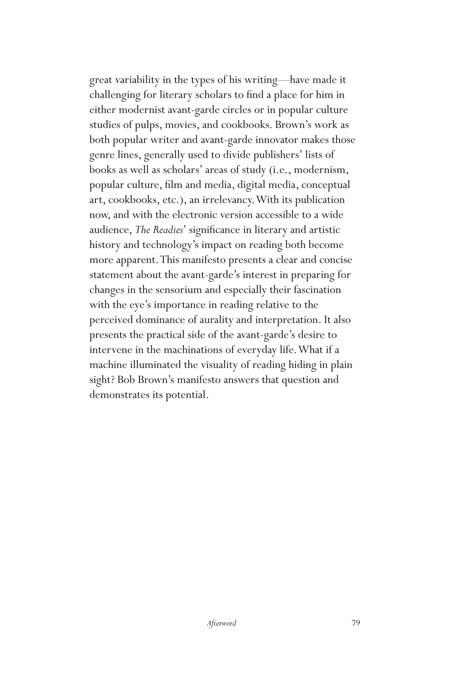 great variability in the types of his writing—have made it
challenging for literary scholars to find a place for him in
either modernist avant-garde circles or in popular culture
studies of pulps, movies, and cookbooks. Brown’s work as
both popular writer and avant-garde innovator makes those
genre lines, generally used to divide publishers’ lists of
books as well as scholars’ areas of study (i.e., modernism,
popular culture, film and media, digital media, conceptual
art, cookbooks, etc.), an irrelevancy. With its publication
now, and with the electronic version accessible to a wide
audience, The Readies’ significance in literary and artistic
history and technology’s impact on reading both become
more apparent. This manifesto presents a clear and concise
statement about the avant-garde’s interest in preparing for
changes in the sensorium and especially their fascination
with the eye’s importance in reading relative to the
perceived dominance of aurality and interpretation. It also
presents the practical side of the avant-garde’s desire to
intervene in the machinations of everyday life. What if a
machine illuminated the visuality of reading hiding in plain
sight? Bob Brown’s manifesto answers that question and
demonstrates its potential.
Afterword 79